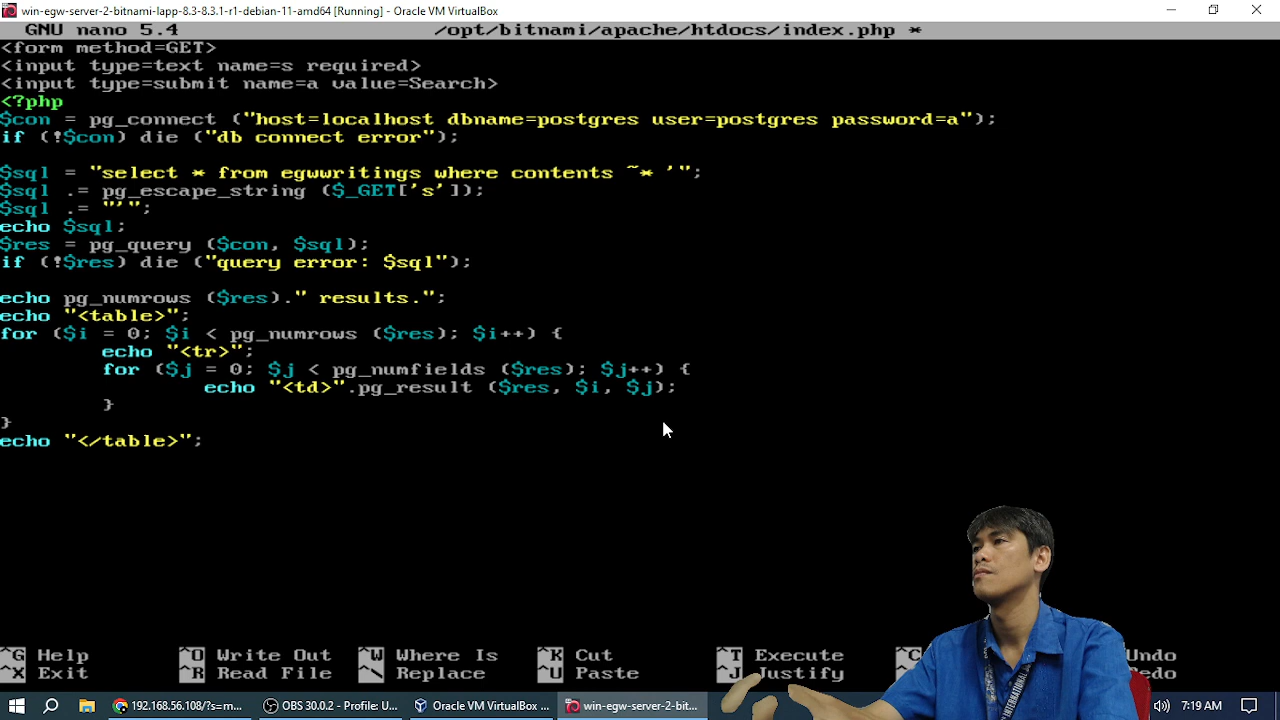 win-egw-server-2-bitnami-lapp-8.3-8.3.1-r1-debian-11-amd64 [Running] - Oracle VM VirtualBox
GNU nano 5.4 /opt/bitnami/apache/htdocs/index.php *
<form method=GET>
<input type=text name=s required>
<input type=submit name=a value=Search>
<?php
$con = pg_connect ("host=localhost dbname=postgres user=postgres password=a");
if (!$con) die ("db connect error");
$sql = "select * from egwwritings where contents ~* '";
$sql .= pg_escape_string ($_GET['s']);
$sql .= "'";
echo $sql;
$res = pg_query ($con, $sql);
if (!$res) die ("query error: $sql");
echo pg_numrows ($res)." results.";
echo "<table>";
for ($i = 0; $i < pg_numrows ($res); $i++) {
echo "<tr>";
for ($j = 0; $j < pg_numfields ($res); $j++) {
echo "<td>".pg_result ($res, $i, $j);
}
}
echo "</table>";
^G Help ^O Write Out ^W Where Is ^K Cut ^T Execute ^C Undo
^X Exit ^R Read File ^\ Replace ^U Paste ^J Justify
192.168.56.108/?s=m... OBS 30.0.2 - Profile: U... Oracle VM VirtualBox ... win-egw-server-2-bit... 7:19 AM
INTERNATIONAL